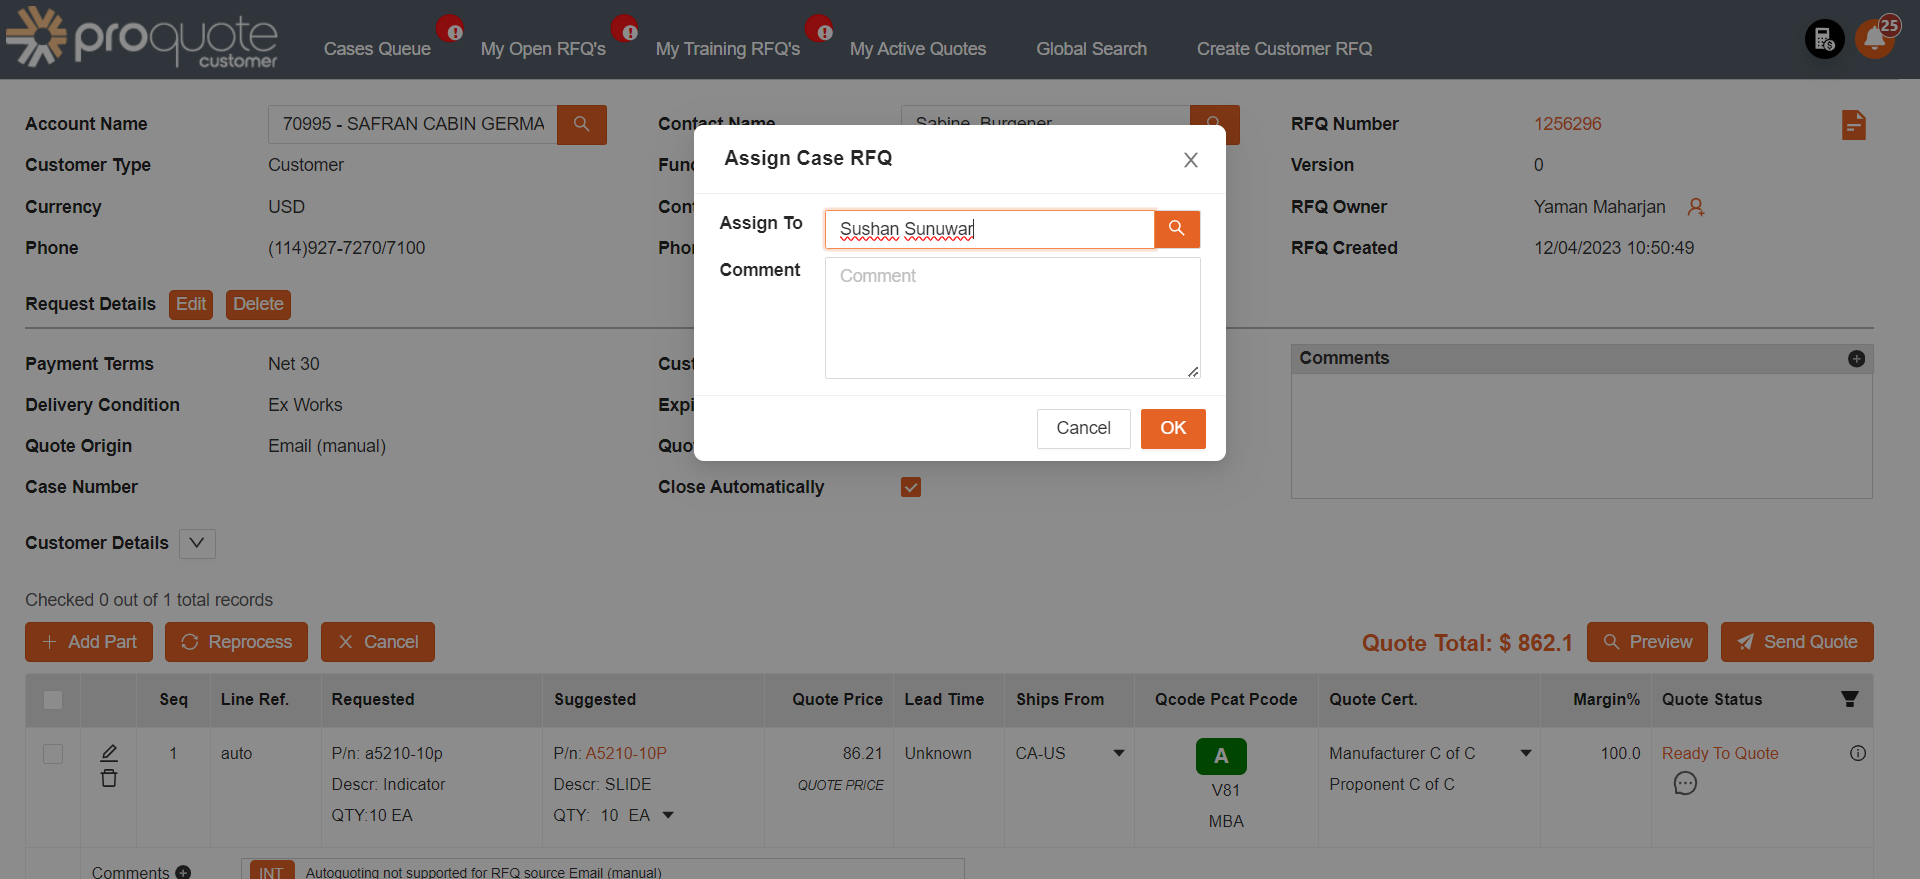 proquote
customer
Cases Queue
My Open RFQ's
My Training RFQ's
My Active Quotes
Global Search
Create Customer RFQ
25
Account Name
70995 - SAFRAN CABIN GERMA
Contact Name
Sabine Burgener
RFQ Number
1256296
Customer Type
Customer
Fun
Version
0
Currency
USD
Con
RFQ Owner
Yaman Maharjan
Phone
(114)927-7270/7100
Pho
RFQ Created
12/04/2023 10:50:49
Assign Case RFQ
Assign To
Sushan Sunuwar
Comment
Comment
Cancel
OK
Request Details
Edit
Delete
Payment Terms
Net 30
Cust
Comments
Delivery Condition
Ex Works
Expi
Quote Origin
Email (manual)
Quo
Case Number
Close Automatically
Customer Details
Checked 0 out of 1 total records
Add Part
Reprocess
Cancel
Quote Total: $ 862.1
Preview
Send Quote
Seq
Line Ref.
Requested
Suggested
Quote Price
Lead Time
Ships From
Qcode Pcat Pcode
Quote Cert.
Margin%
Quote Status
1
auto
P/n: a5210-10p
Descr: Indicator
QTY:10 EA
P/n: A5210-10P
Descr: SLIDE
QTY: 10 EA
86.21
QUOTE PRICE
Unknown
CA-US
A
V81
MBA
Manufacturer C of C
Proponent C of C
100.0
Ready To Quote
Comments
INT
Autoquoting not supported for RFQ source Email (manual)